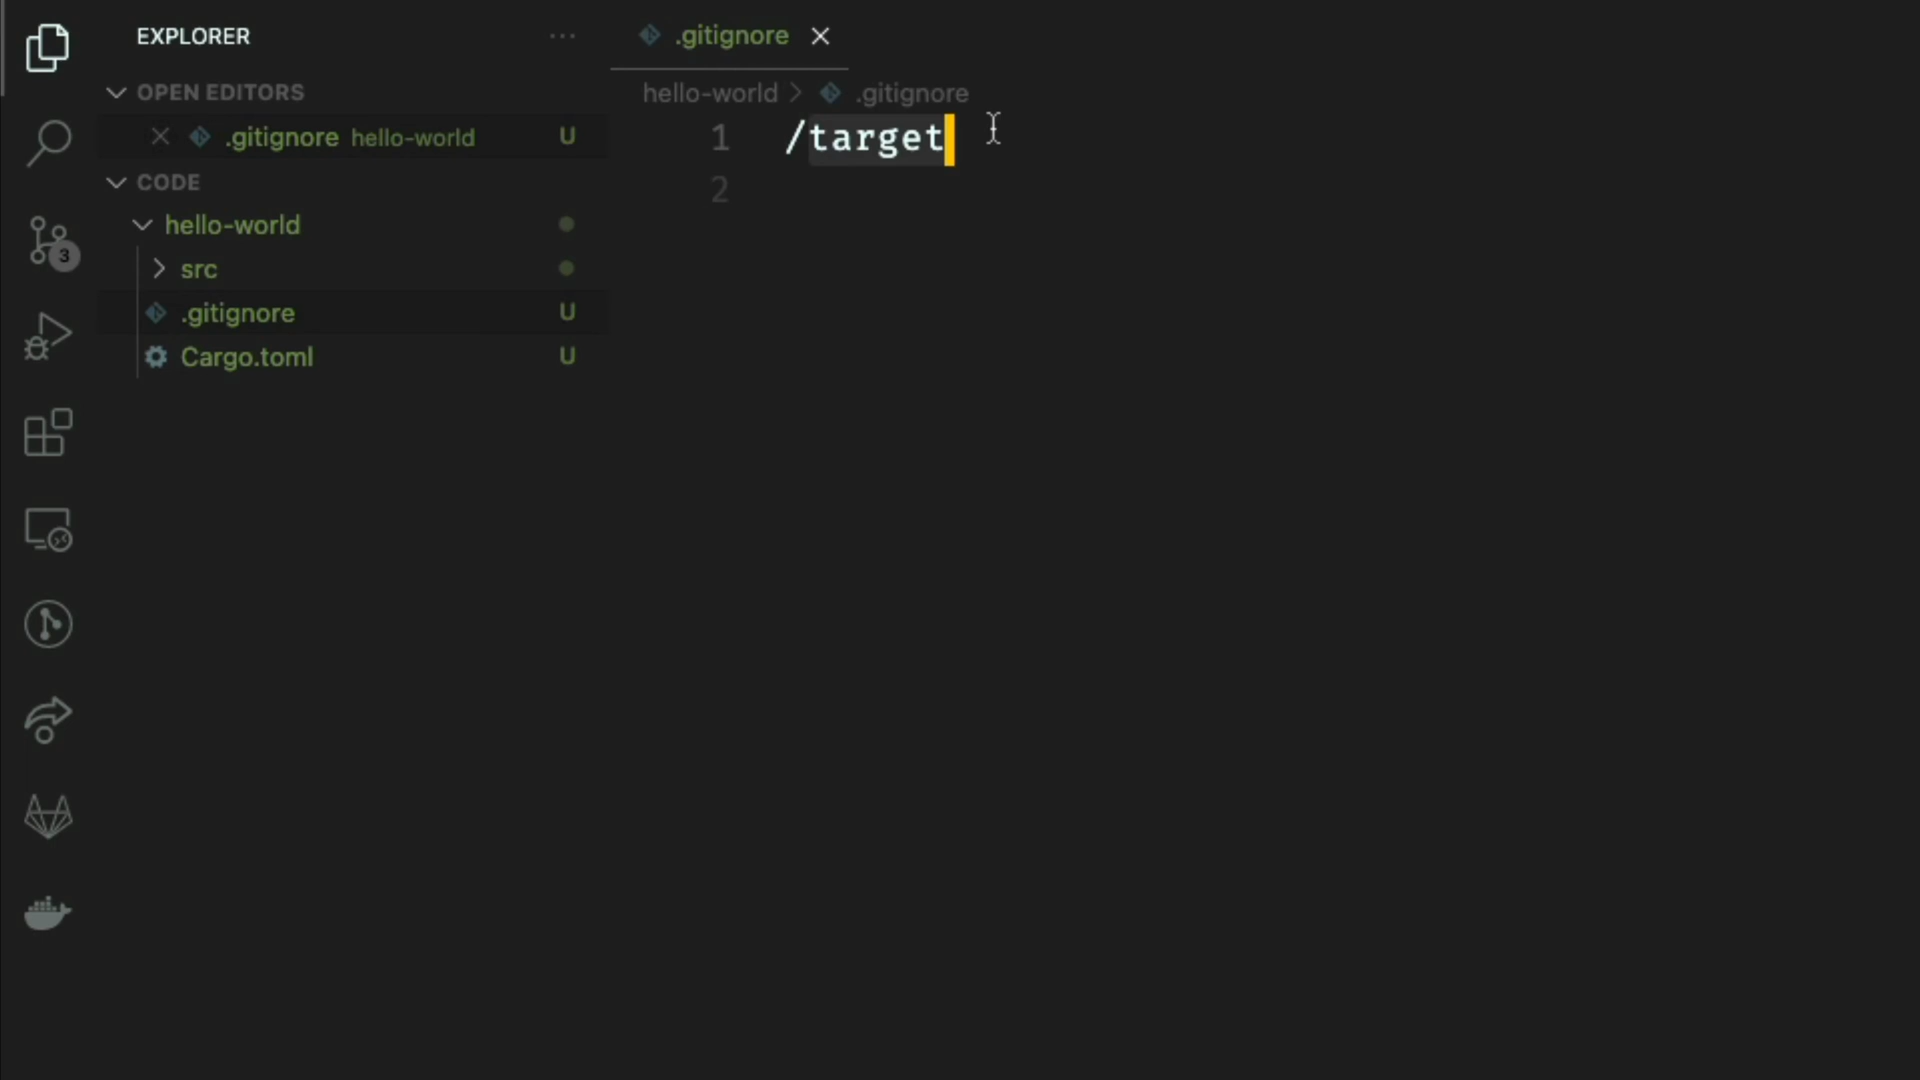 EXPLORER
OPEN EDITORS
.gitignore hello-world U
CODE
hello-world
src
.gitignore U
Cargo.toml U
3
.gitignore
hello-world > .gitignore
1 /target
2